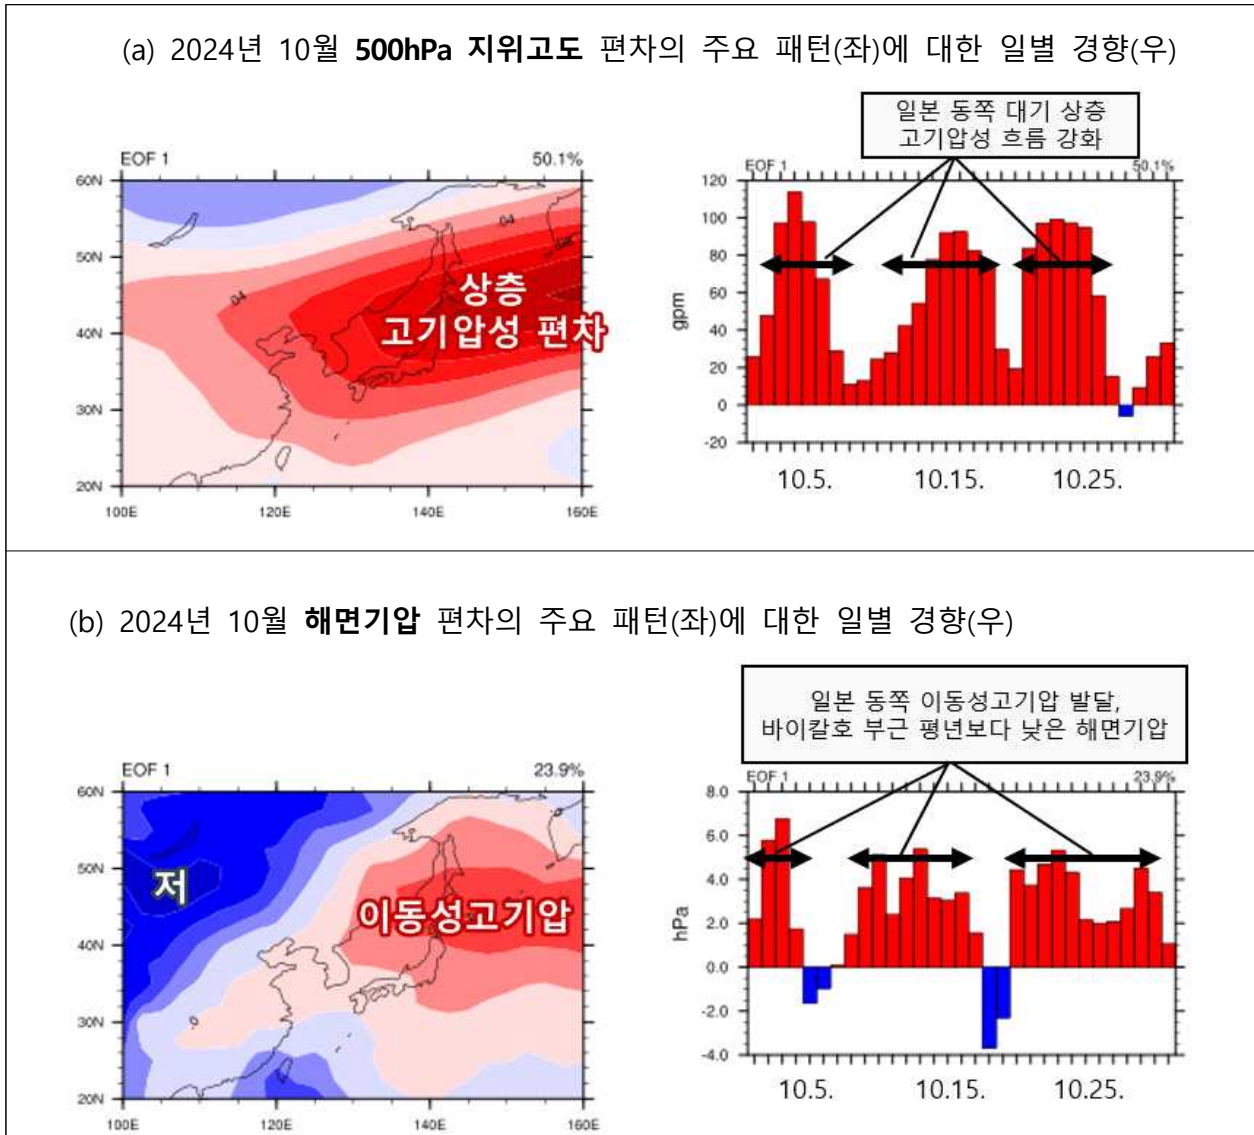 (a) 2024년 10월 500hPa 지위고도 편차의 주요 패턴(좌)에 대한 일별 경향(우)
일본 동쪽 대기 상층
고기압성 흐름 강화
EOF 1
50.1%
60N
50N
40N
30N
20N
100E
120E
140E
160E
04
04
상층
고기압성 편차
EOF 1
50.1%
120
100
80
60
40
20
0
-20
gpm
10.5.
10.15.
10.25.
(b) 2024년 10월 해면기압 편차의 주요 패턴(좌)에 대한 일별 경향(우)
일본 동쪽 이동성고기압 발달,
바이칼호 부근 평년보다 낮은 해면기압
EOF 1
23.9%
60N
50N
40N
30N
20N
100E
120E
140E
160E
저
이동성고기압
0
0
EOF 1
23.9%
8.0
6.0
4.0
2.0
0.0
-2.0
-4.0
hPa
10.5.
10.15.
10.25.